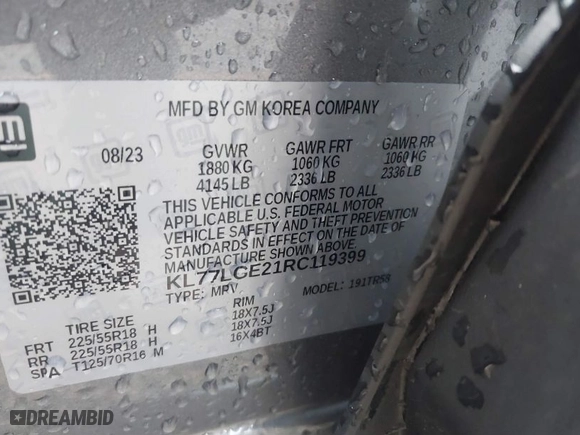 gm
MFD BY GM KOREA COMPANY
08/23 GVWR GAWR FRT GAWR RR
1880 KG 1060 KG 1060 KG
4145 LB 2336 LB 2336 LB
THIS VEHICLE CONFORMS TO ALL
APPLICABLE U.S. FEDERAL MOTOR
VEHICLE SAFETY AND THEFT PREVENTION
STANDARDS IN EFFECT ON THE DATE OF
MANUFACTURE SHOWN ABOVE
KL77LGE21RC119399
TYPE: MPV MODEL: 191TR58
TIRE SIZE RIM
FRT 225/55R18 H 18X7.5J
RR 225/55R18 H 18X7.5J
SPA T125/70R16 M 16X4BT
DREAMBID